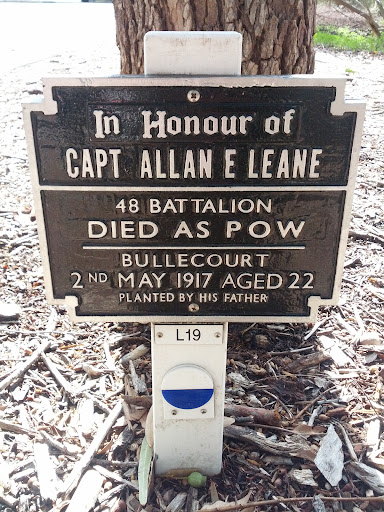 In Honour of
CAPT ALLAN E LEANE
48 BATTALION
DIED AS POW
BULLECOURT
2ND MAY 1917 AGED 22
PLANTED BY HIS FATHER
L19